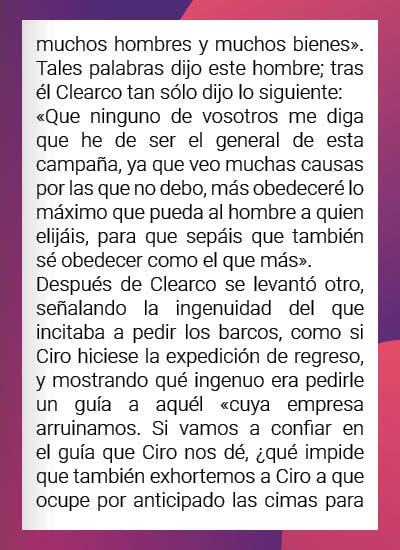 muchos hombres y muchos bienes».
Tales palabras dijo este hombre; tras
él Clearco tan sólo dijo lo siguiente:
«Que ninguno de vosotros me diga
que he de ser el general de esta
campaña, ya que veo muchas causas
por las que no debo, más obedeceré lo
máximo que pueda al hombre a quien
elijáis, para que sepáis que también
sé obedecer como el que más».
Después de Clearco se levantó otro,
señalando la ingenuidad del que
incitaba a pedir los barcos, como si
Ciro hiciese la expedición de regreso,
y mostrando qué ingenuo era pedirle
un guía a aquél «cuya empresa
arruinamos. Si vamos a confiar en
el guía que Ciro nos dé, ¿qué impide
que también exhortemos a Ciro a que
ocupe por anticipado las cimas para